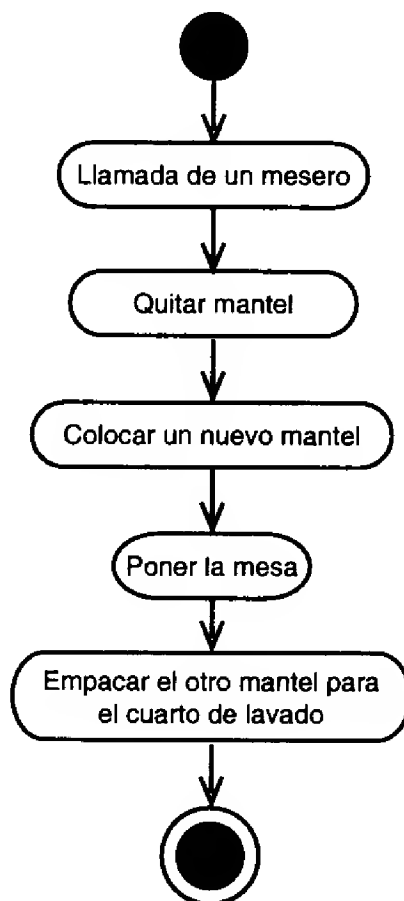 Llamada de un mesero
Quitar mantel
Colocar un nuevo mantel
Poner la mesa
Empacar el otro mantel para
el cuarto de lavado